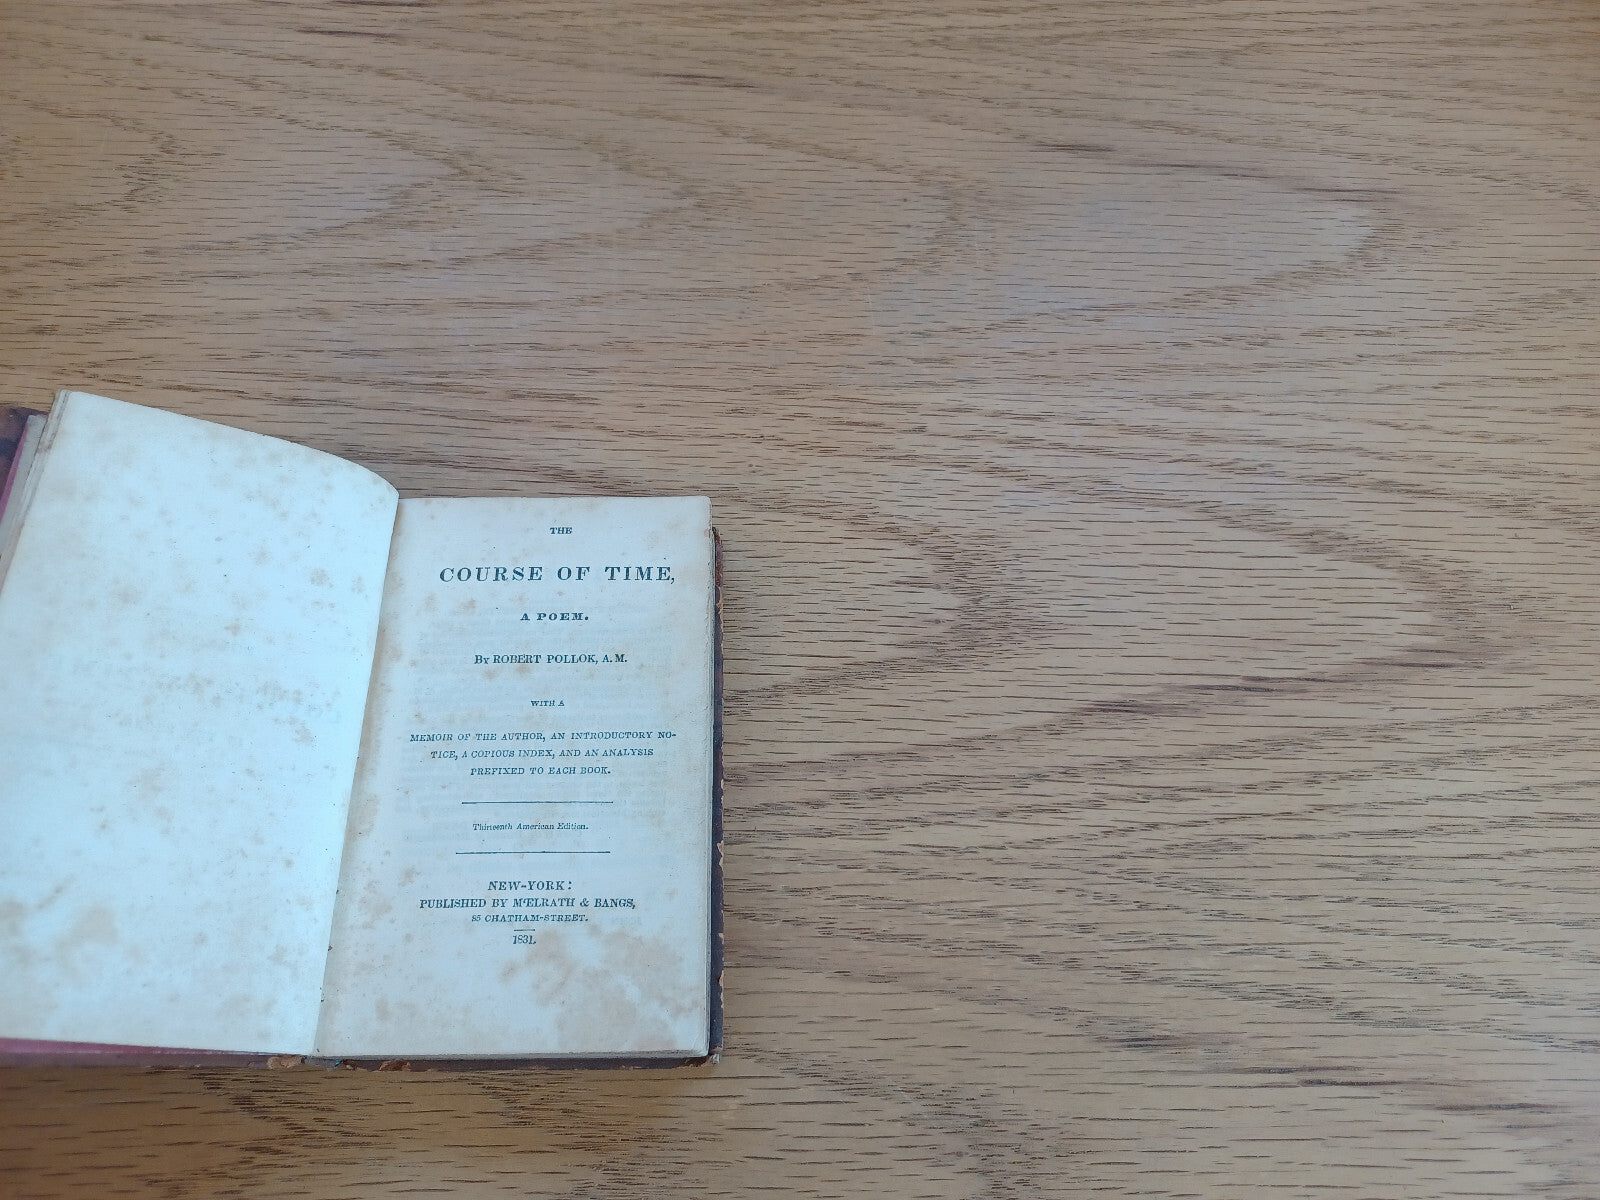 THE
COURSE OF TIME,
A POEM.
By ROBERT POLLOK, A.M.
WITH A
MEMOIR OF THE AUTHOR, AN INTRODUCTORY NO-
TICE, A COPIOUS INDEX, AND AN ANALYSIS
PREFIXED TO EACH BOOK.
Thirteenth American Edition.
NEW-YORK:
PUBLISHED BY M'ELRATH & BANGS,
85 CHATHAM-STREET.
1831.